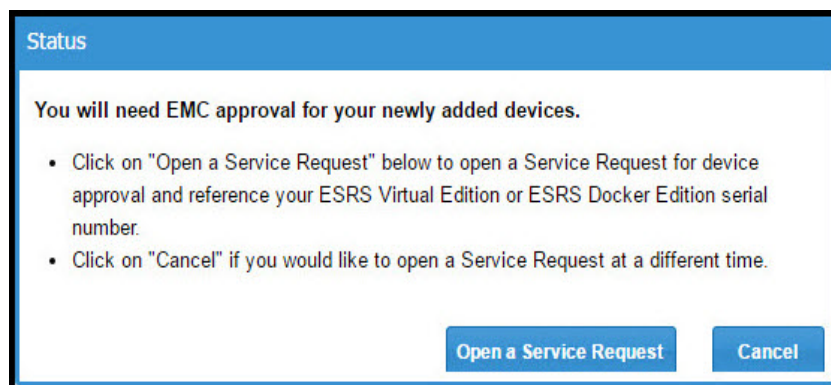 Status
You will need EMC approval for your newly added devices.
• Click on "Open a Service Request" below to open a Service Request for device
approval and reference your ESRS Virtual Edition or ESRS Docker Edition serial
number.
• Click on "Cancel" if you would like to open a Service Request at a different time.
Open a Service Request Cancel